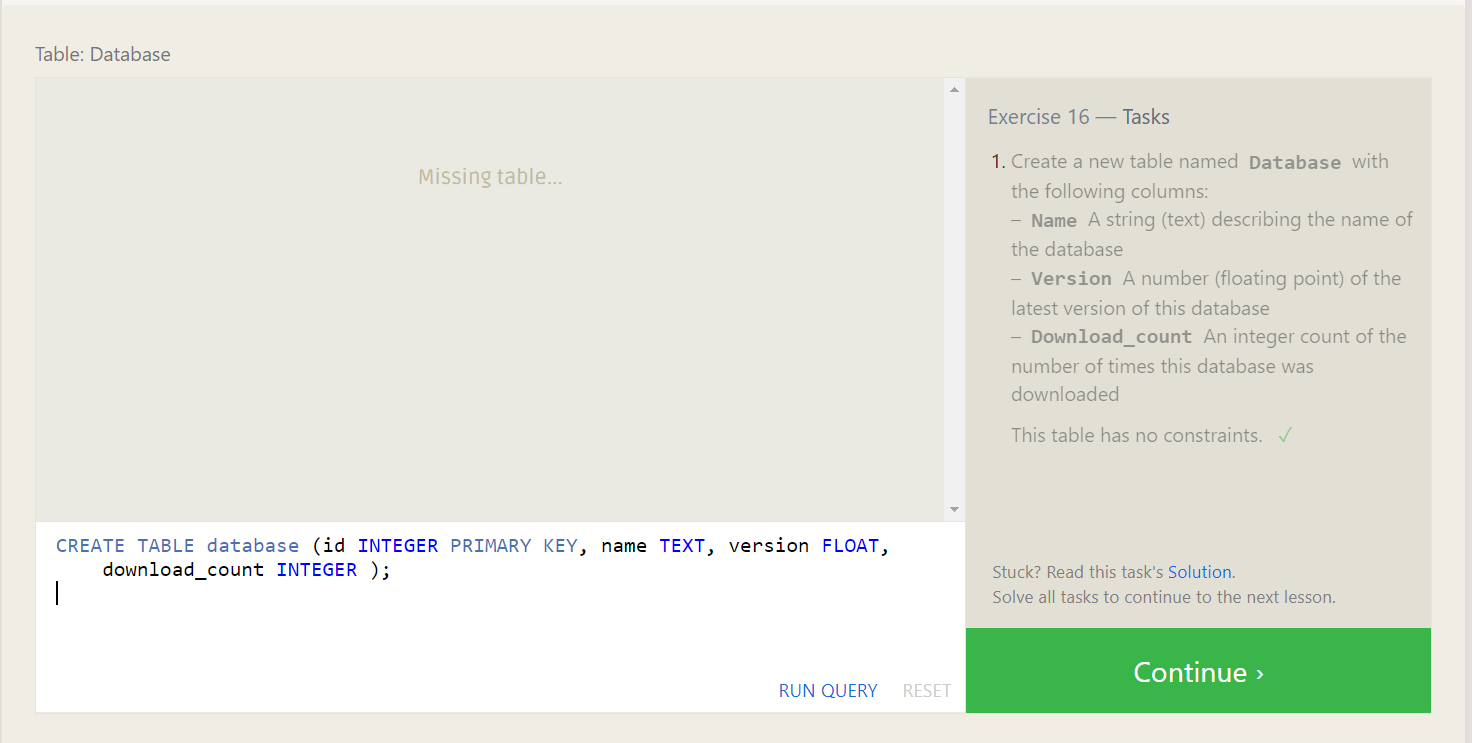 Table: Database
Missing table...
CREATE TABLE database (id INTEGER PRIMARY KEY, name TEXT, version FLOAT,
download_count INTEGER );
RUN QUERY RESET
Exercise 16 — Tasks
1. Create a new table named Database with
the following columns:
– Name A string (text) describing the name of
the database
– Version A number (floating point) of the
latest version of this database
– Download_count An integer count of the
number of times this database was
downloaded
This table has no constraints. ✓
Stuck? Read this task's Solution.
Solve all tasks to continue to the next lesson.
Continue ›